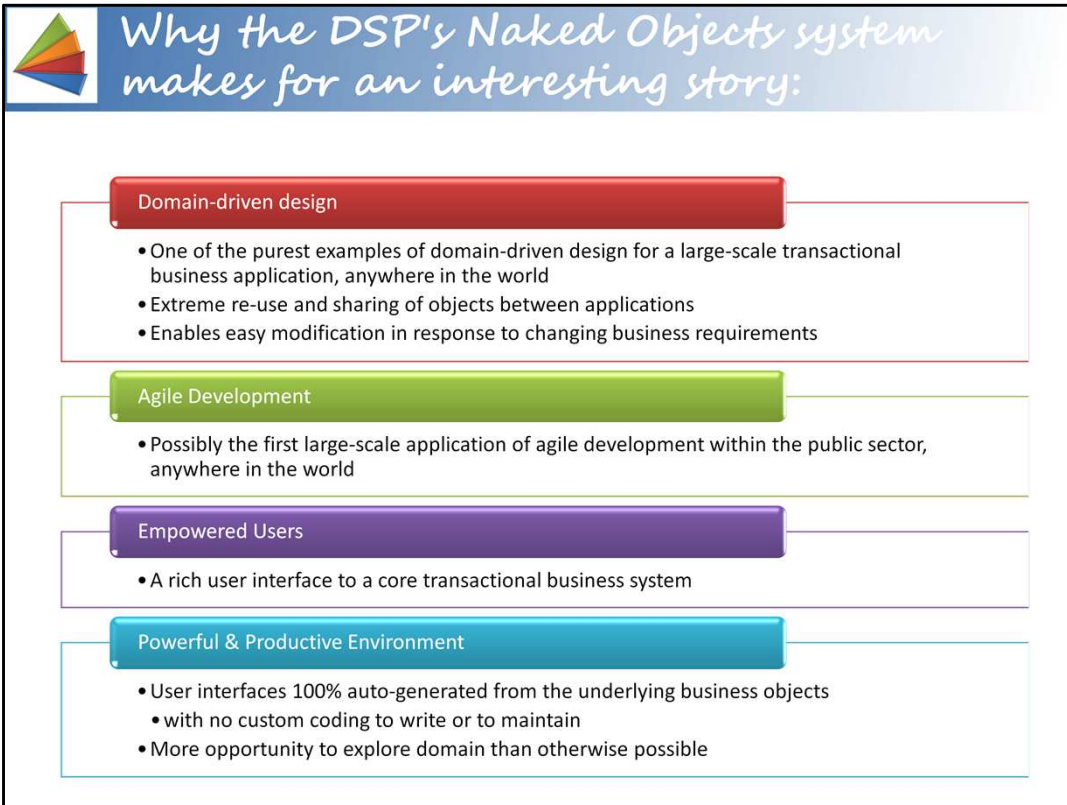 Why the DSP's Naked Objects system
makes for an interesting story:
Domain-driven design
•One of the purest examples of domain-driven design for a large-scale transactional
business application, anywhere in the world
•Extreme re-use and sharing of objects between applications
•Enables easy modification in response to changing business requirements
Agile Development
•Possibly the first large-scale application of agile development within the public sector,
anywhere in the world
Empowered Users
•A rich user interface to a core transactional business system
Powerful & Productive Environment
•User interfaces 100% auto-generated from the underlying business objects
•with no custom coding to write or to maintain
•More opportunity to explore domain than otherwise possible